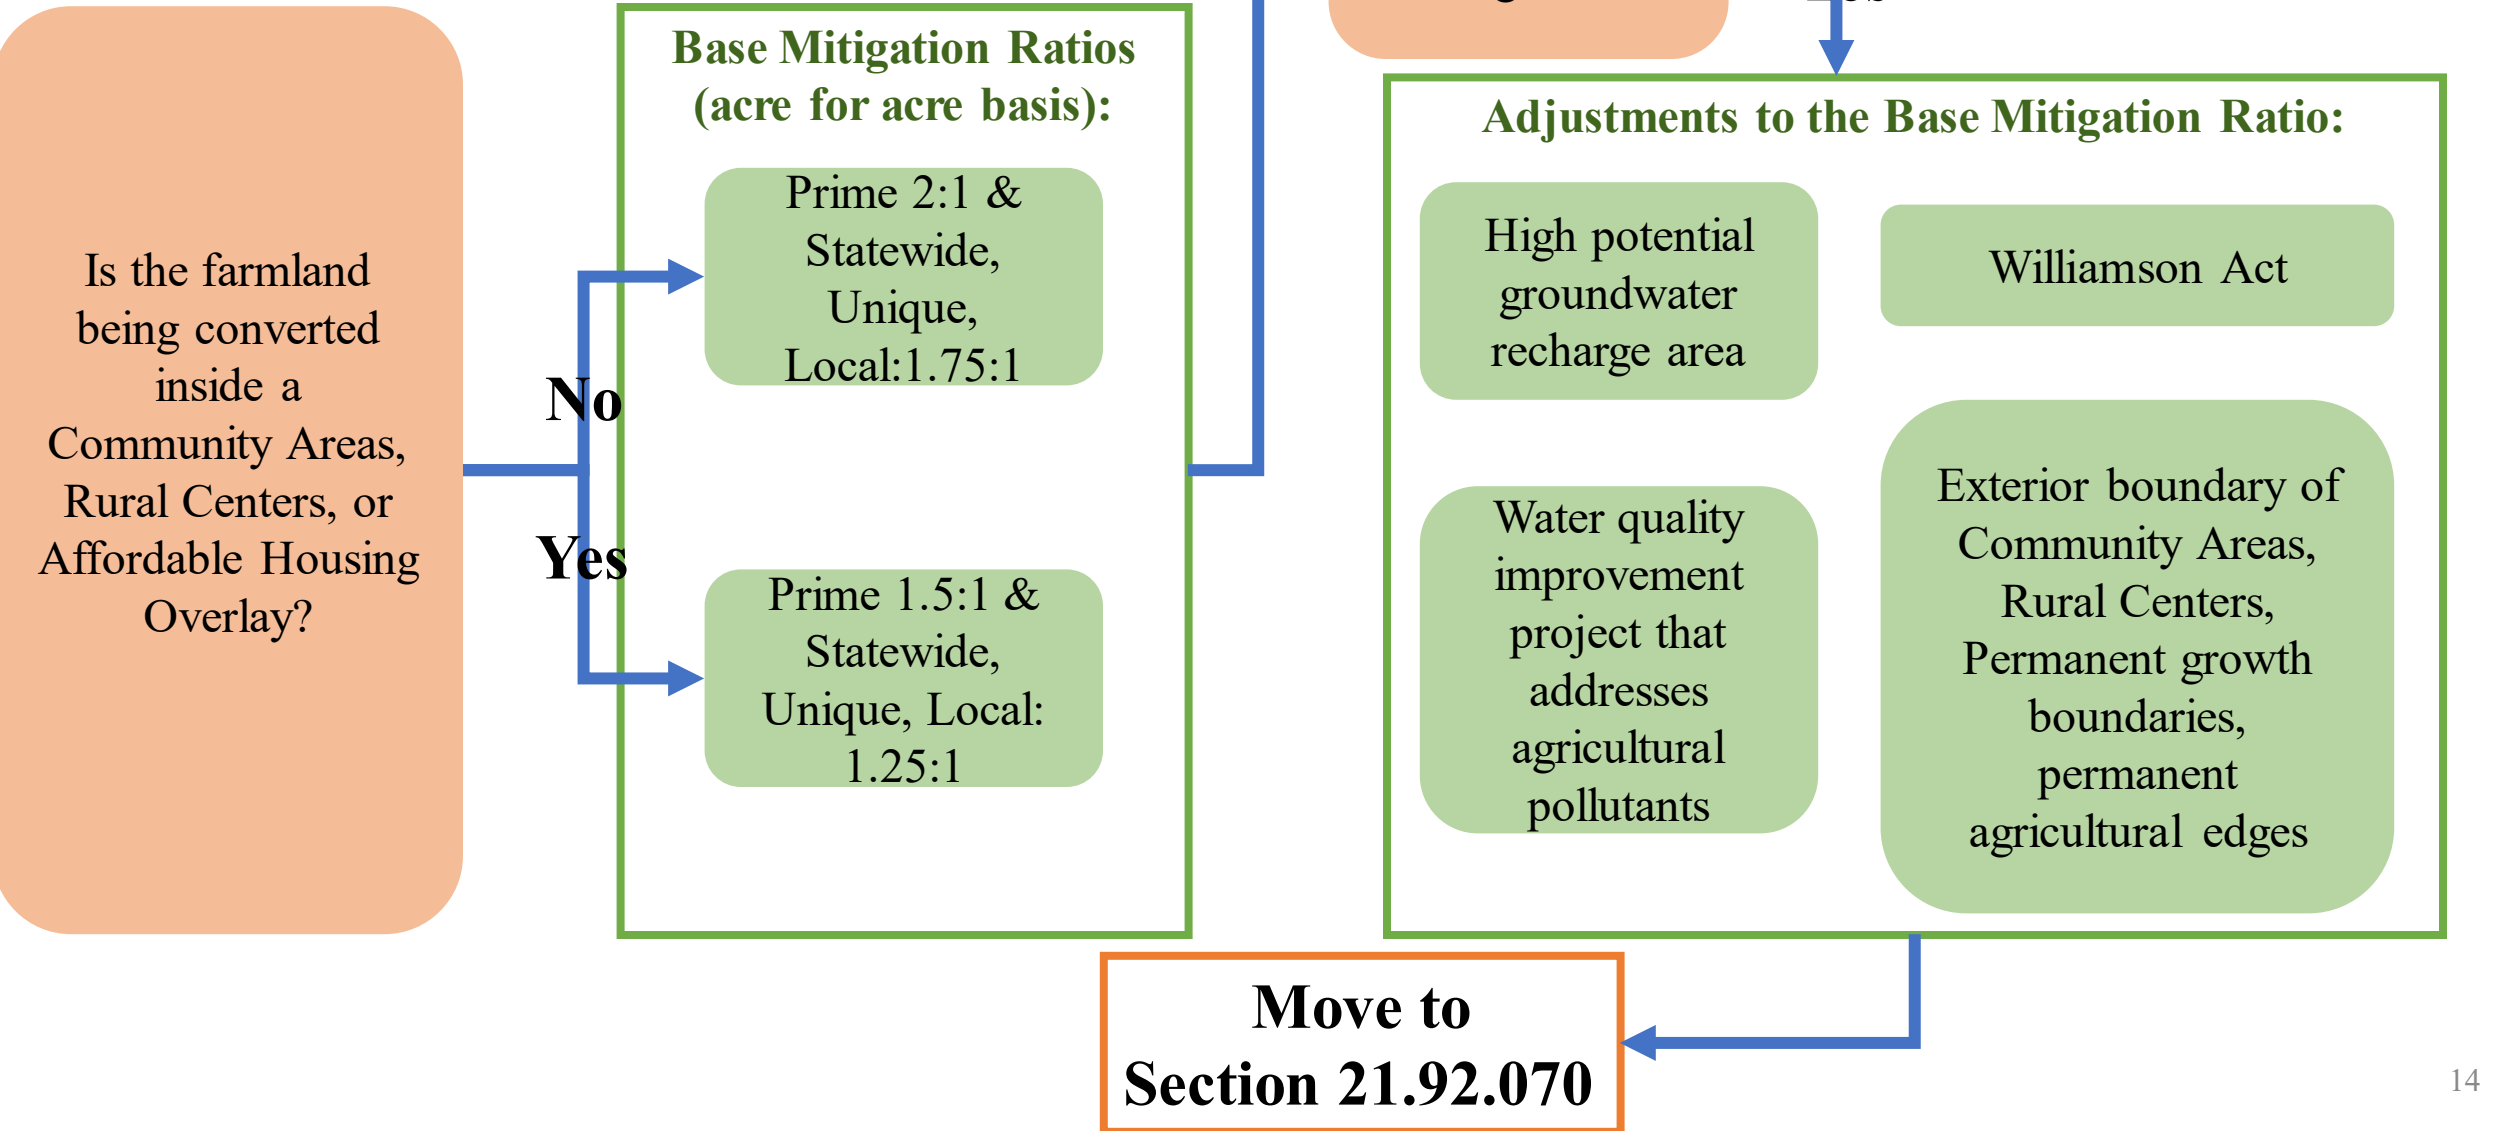 Is the farmland
being converted
inside a
Community Areas,
Rural Centers, or
Affordable Housing
Overlay?
No
Yes
Base Mitigation Ratios
(acre for acre basis):
Prime 2:1 &
Statewide,
Unique,
Local:1.75:1
Prime 1.5:1 &
Statewide,
Unique, Local:
1.25:1
Adjustments to the Base Mitigation Ratio:
High potential
groundwater
recharge area
Williamson Act
Water quality
improvement
project that
addresses
agricultural
pollutants
Exterior boundary of
Community Areas,
Rural Centers,
Permanent growth
boundaries,
permanent
agricultural edges
Move to
Section 21.92.070
14